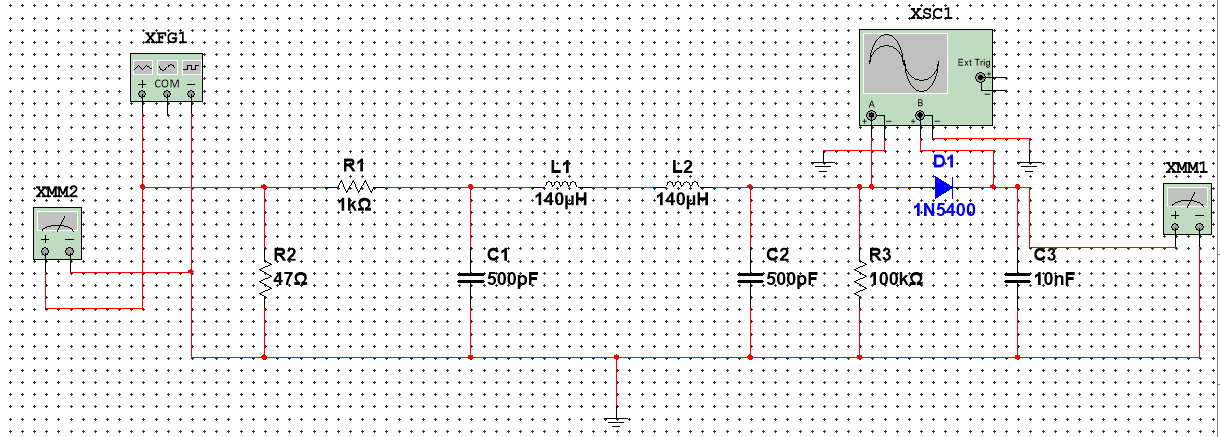 XSC1
XFG1
Ext Trig
+
COM
A
B
R1
1kΩ
L1
140µH
L2
140µH
D1
1N5400
XMM2
XMM1
R2
47Ω
C1
500pF
C2
500pF
R3
100kΩ
C3
10nF